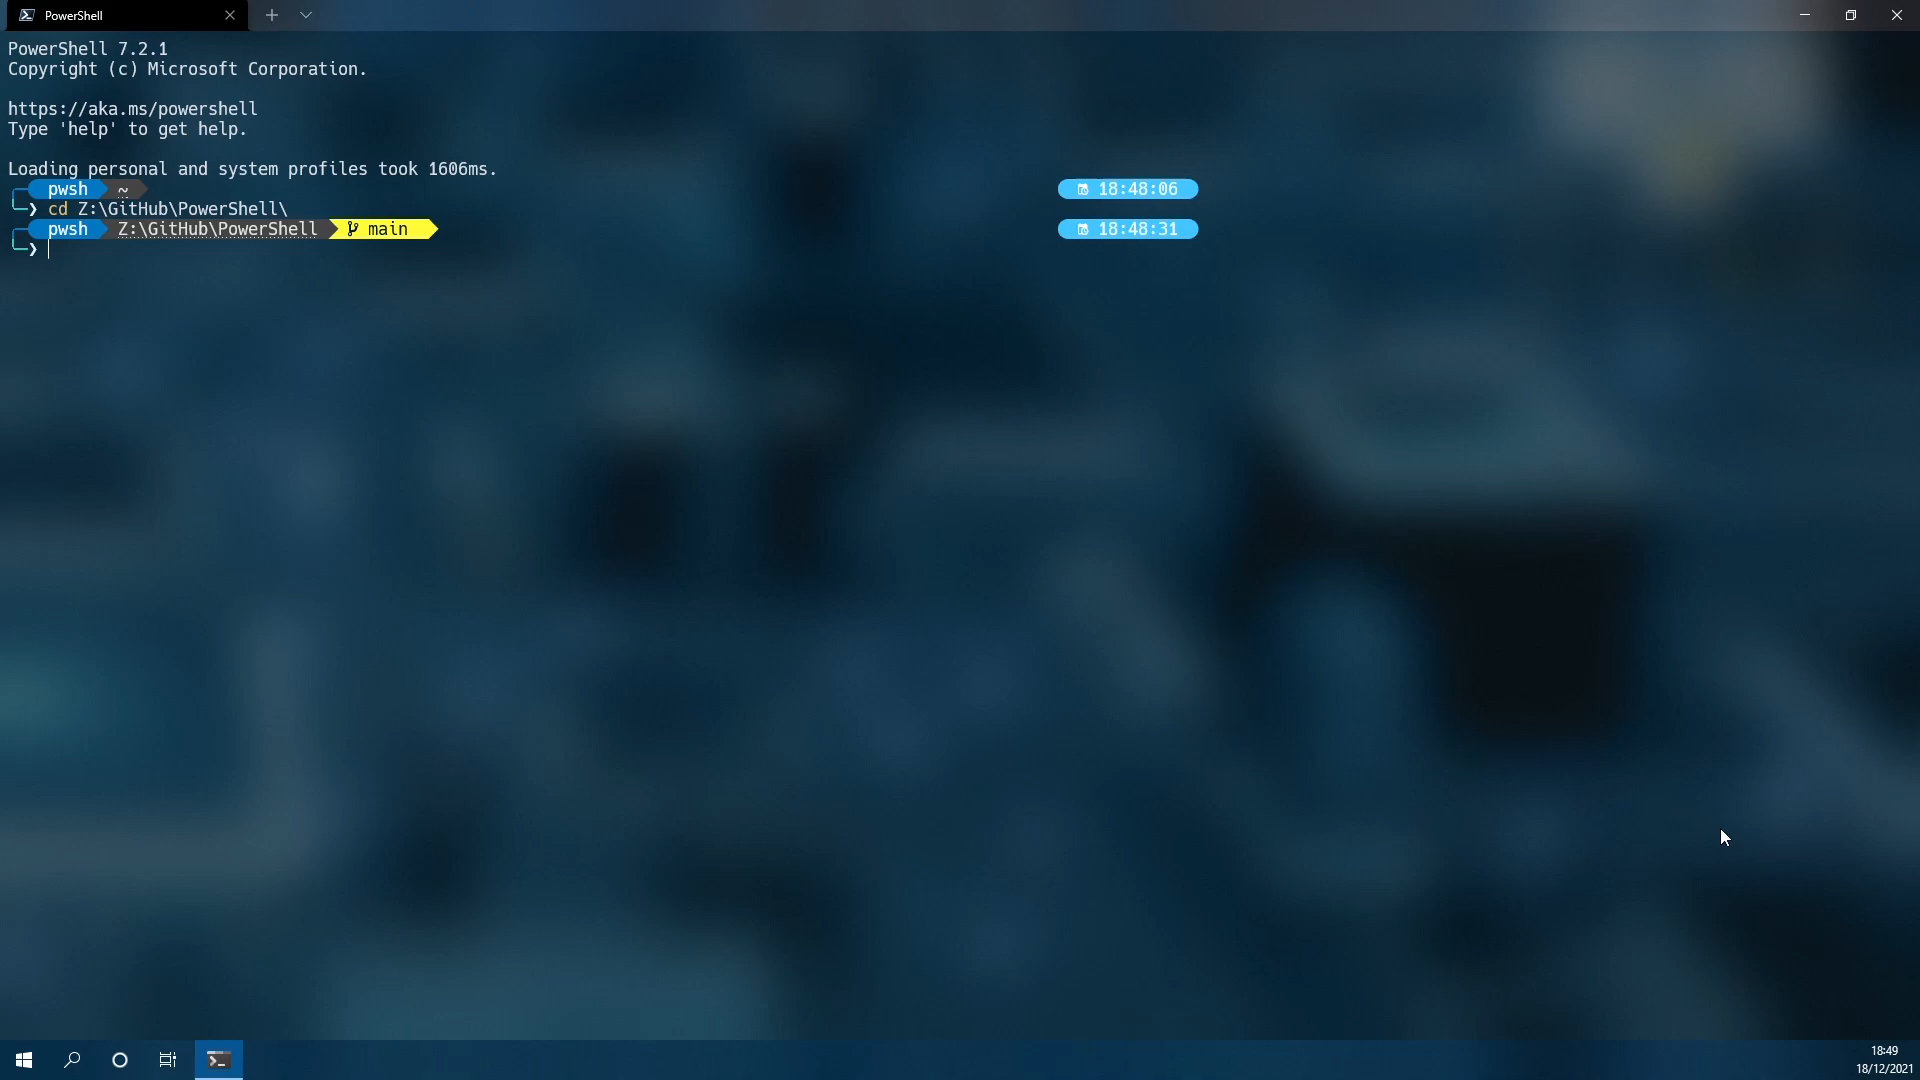 PowerShell
PowerShell 7.2.1
Copyright (c) Microsoft Corporation.
https://aka.ms/powershell
Type 'help' to get help.
Loading personal and system profiles took 1606ms.
pwsh ~ 18:48:06
❯ cd Z:\GitHub\PowerShell\
pwsh Z:\GitHub\PowerShell main 18:48:31
❯
18:49
18/12/2021